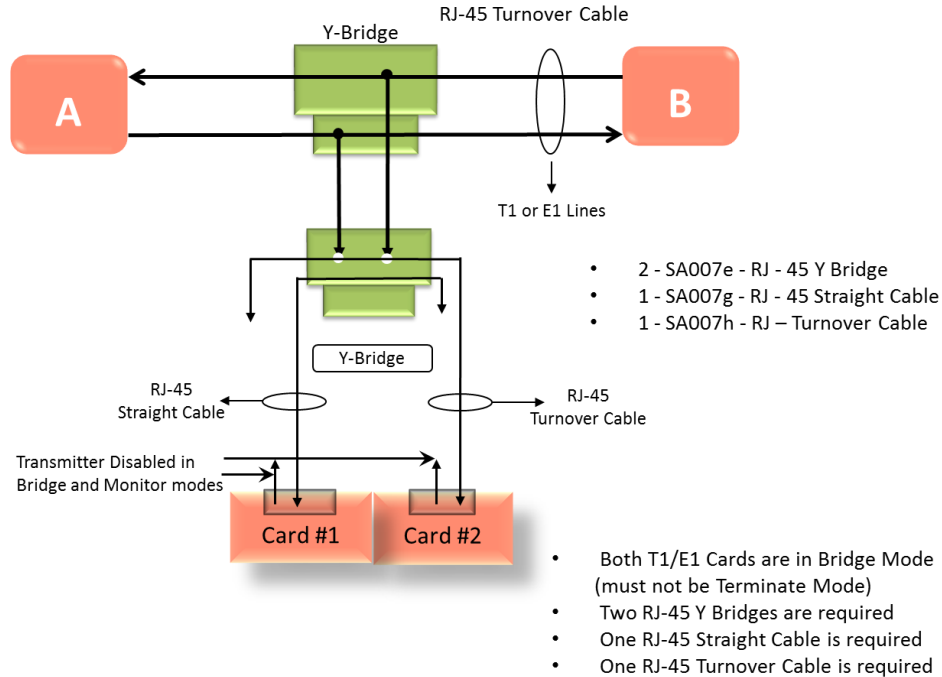 RJ-45 Turnover Cable
Y-Bridge
A
B
T1 or E1 Lines
• 2 - SA007e - RJ - 45 Y Bridge
• 1 - SA007g - RJ - 45 Straight Cable
• 1 - SA007h - RJ – Turnover Cable
Y-Bridge
RJ-45
Straight Cable
RJ-45
Turnover Cable
Transmitter Disabled in
Bridge and Monitor modes
Card #1
Card #2
• Both T1/E1 Cards are in Bridge Mode
(must not be Terminate Mode)
• Two RJ-45 Y Bridges are required
• One RJ-45 Straight Cable is required
• One RJ-45 Turnover Cable is required